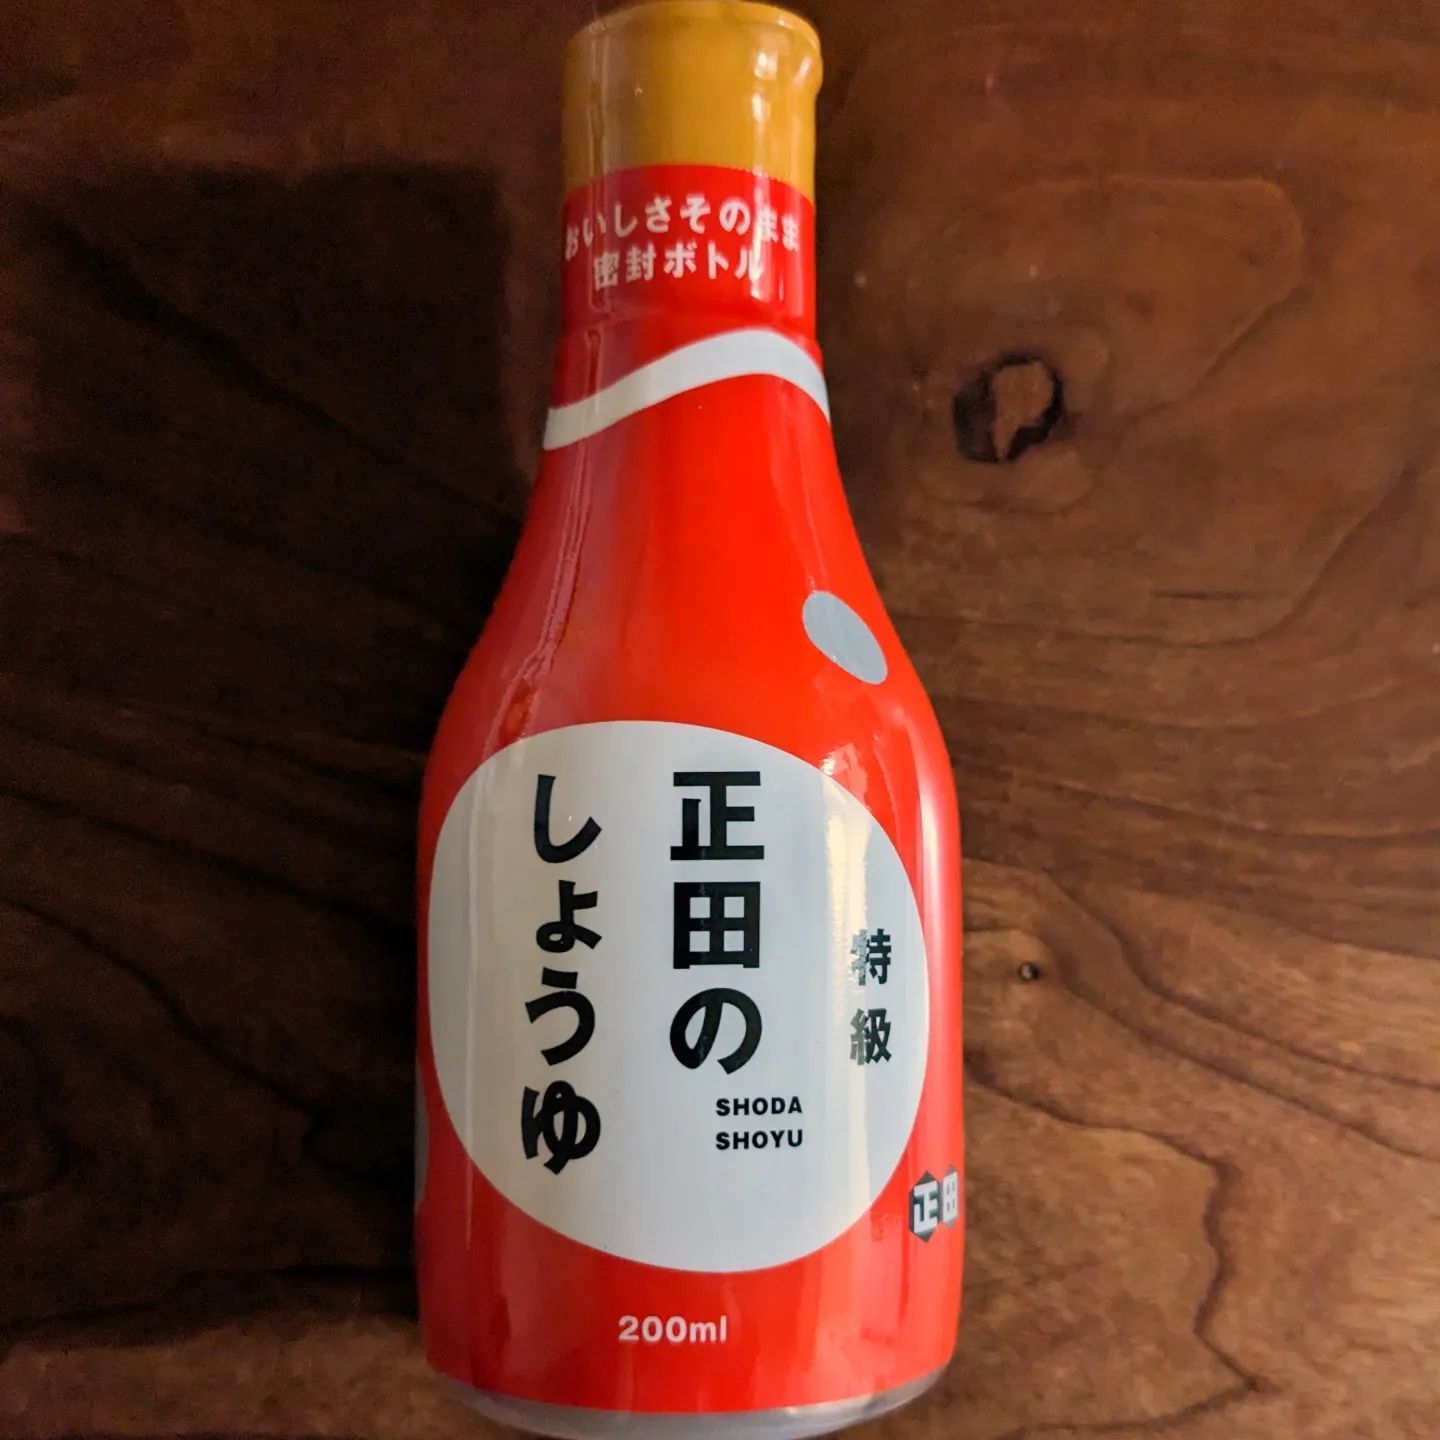 おいしさそのまま
密封ボトル
特級
正田の
しょうゆ
SHODA
SHOYU
正田
200ml